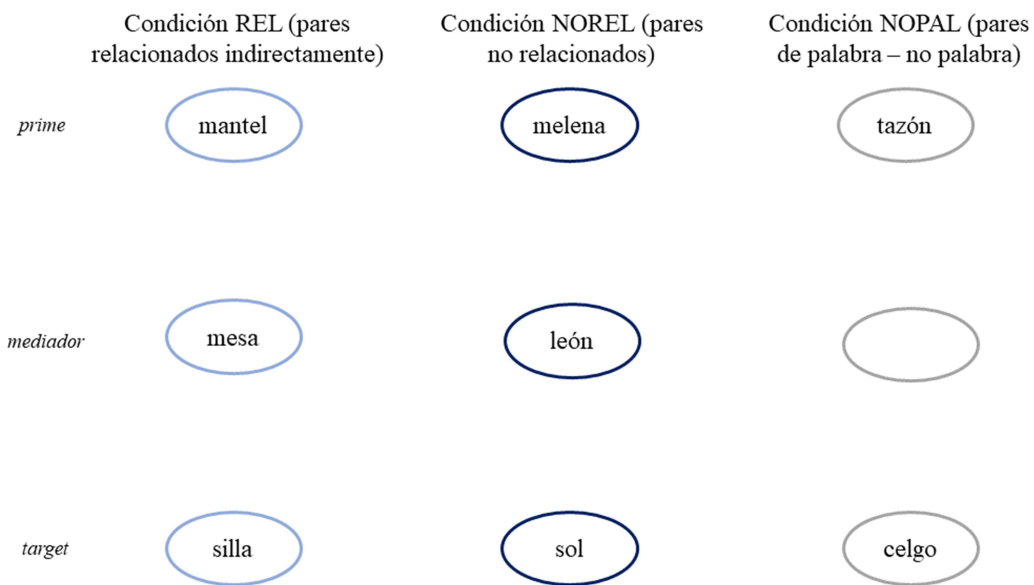 Condición REL (pares
relacionados indirectamente)
Condición NOREL (pares
no relacionados)
Condición NOPAL (pares
de palabra – no palabra)
prime
mantel
melena
tazón
mediador
mesa
león
target
silla
sol
celgo